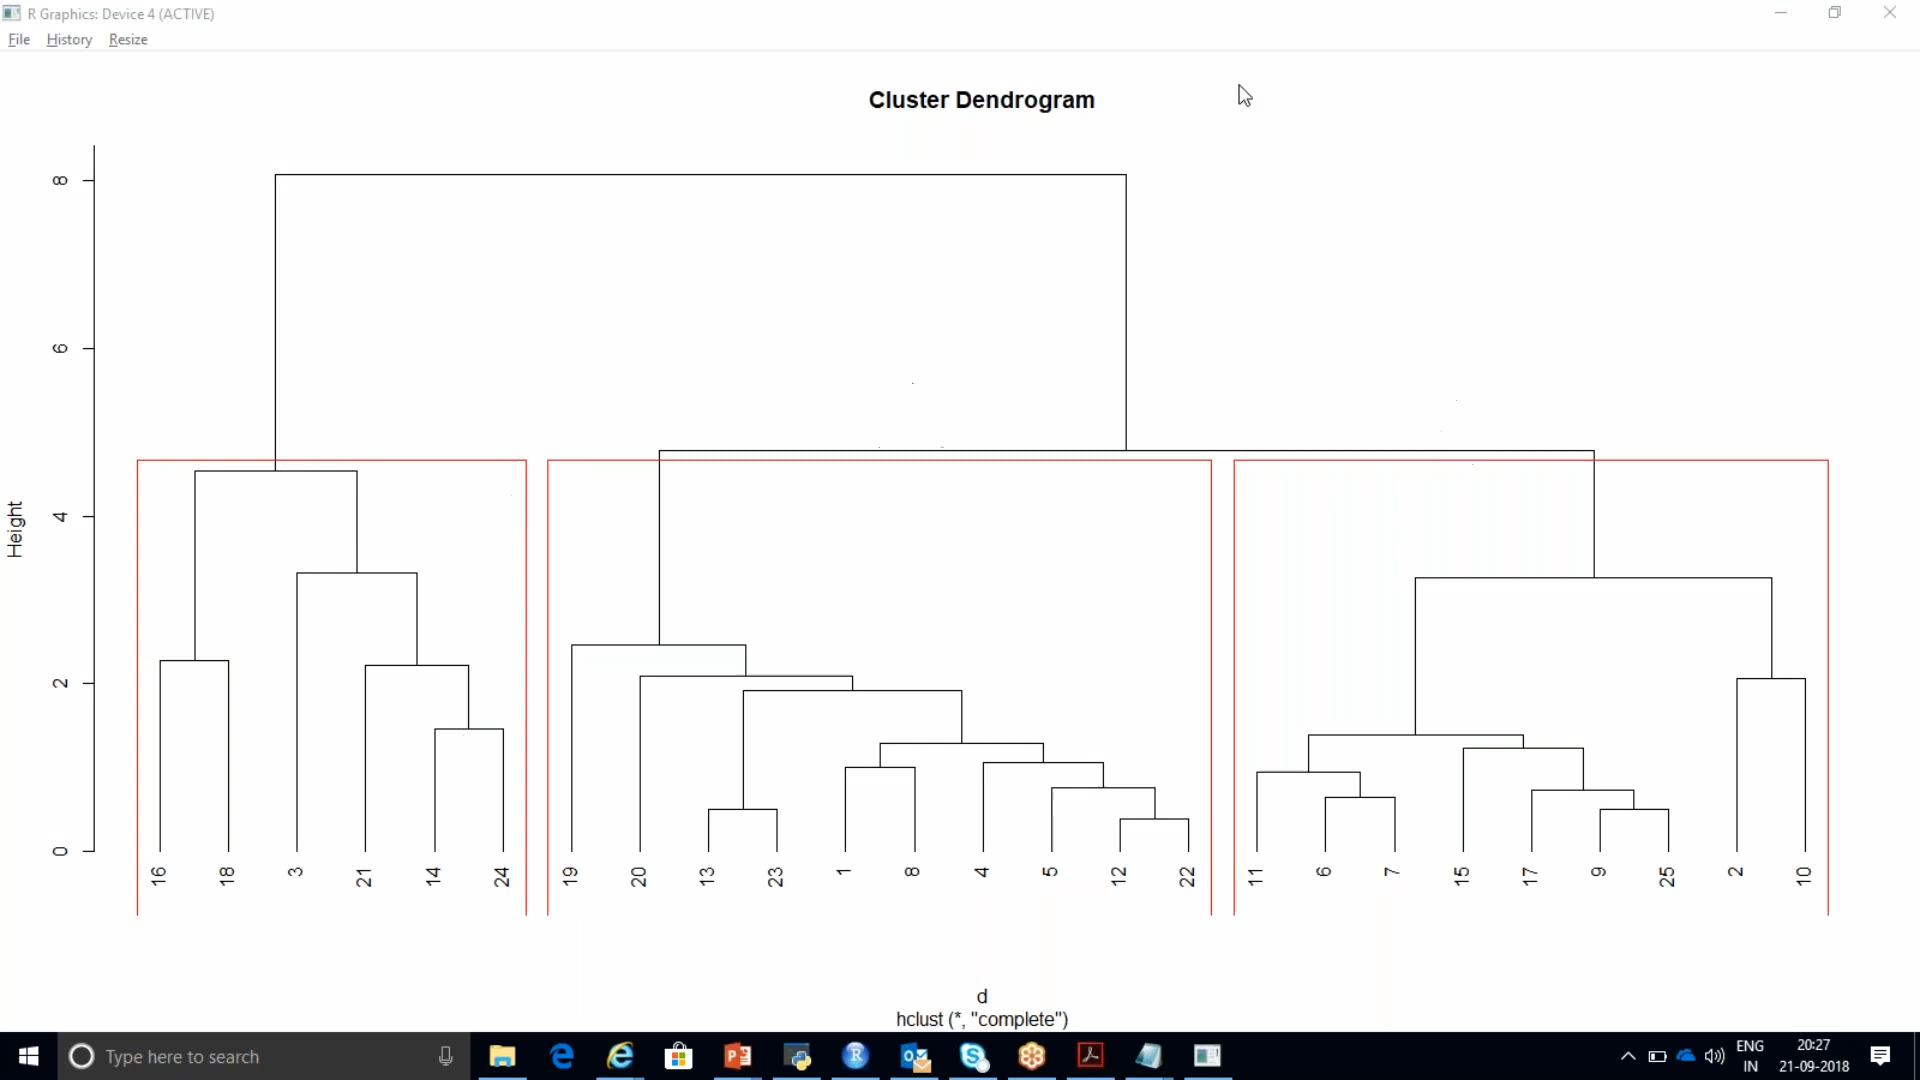 R Graphics: Device 4 (ACTIVE)
File History Resize
Cluster Dendrogram
8
6
4
2
0
Height
16 18 3 21 14 24 19 20 13 23 1 8 4 5 12 22 11 6 7 15 17 9 25 2 10
d
hclust (*, "complete")
Type here to search
ENG
IN
20:27
21-09-2018